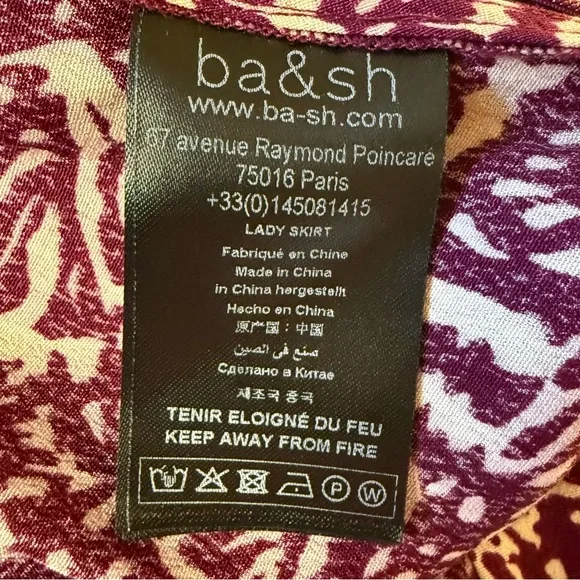 ba&sh
www.ba-sh.com
67 avenue Raymond Poincaré
75016 Paris
+33(0)145081415
LADY SKIRT
Fabriqué en Chine
Made in China
in China hergestellt
Hecho en China
原产国：中国
صنع في الصين
Сделано в Китае
제조국 중국
TENIR ELOIGNÉ DU FEU
KEEP AWAY FROM FIRE
P W